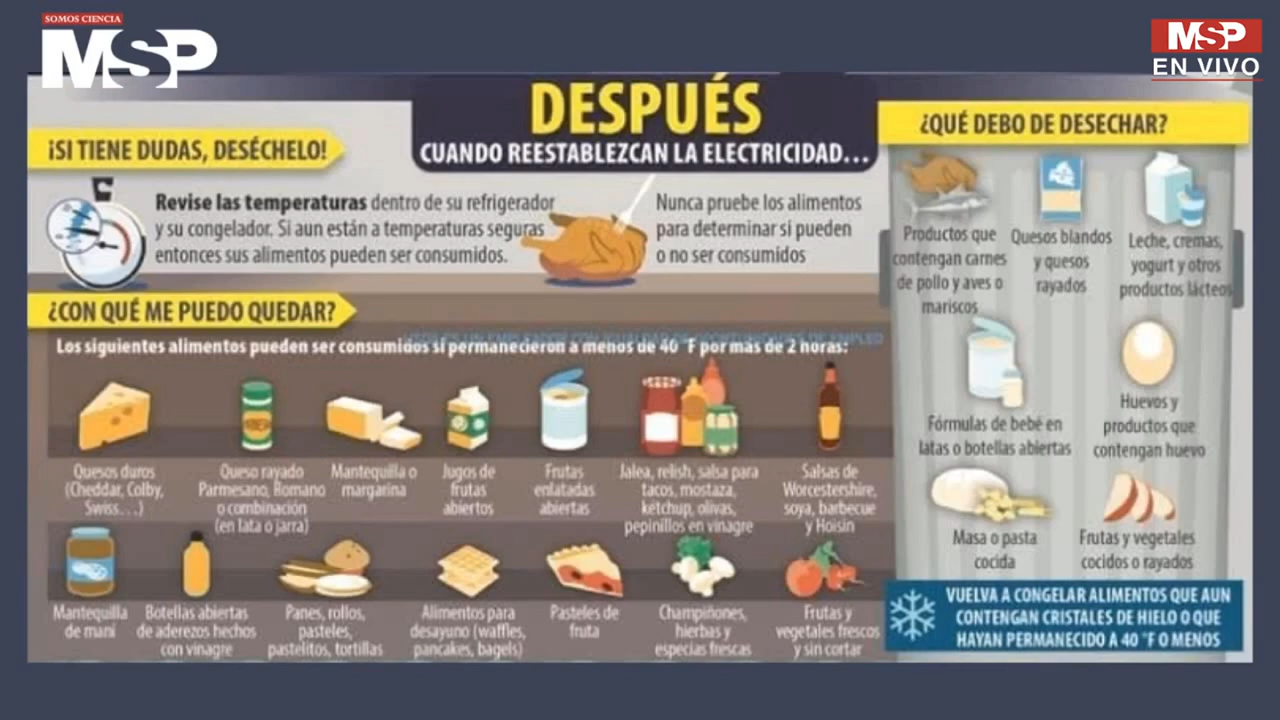 SOMOS CIENCIA
MSP
MSP
EN VIVO
DESPUÉS
CUANDO REESTABLEZCAN LA ELECTRICIDAD...
¡SI TIENE DUDAS, DESÉCHELO!
Revise las temperaturas dentro de su refrigerador
y su congelador. Si aun están a temperaturas seguras
entonces sus alimentos pueden ser consumidos.
Nunca pruebe los alimentos
para determinar si pueden
o no ser consumidos
¿CON QUÉ ME PUEDO QUEDAR?
Los siguientes alimentos pueden ser consumidos si permanecieron a menos de 40 °F por más de 2 horas:
Quesos duros
(Cheddar, Colby,
Swiss...)
Queso rayado
Parmesano, Romano
o combinación
(en lata o jarra)
Mantequilla o
margarina
Jugos de
frutas
abiertos
Frutas
enlatadas
abiertas
Jalea, relish, salsa para
tacos, mostaza,
ketchup, olivas,
pepinillos en vinagre
Salsas de
Worcestershire,
soya, barbecue
y Hoisin
Mantequilla
de maní
Botellas abiertas
de aderezos hechos
con vinagre
Panes, rollos,
pasteles,
pastelitos, tortillas
Alimentos para
desayuno (waffles,
pancakes, bagels)
Pasteles de
fruta
Champiñones,
hierbas y
especias frescas
Frutas y
vegetales frescos
y sin cortar
¿QUÉ DEBO DE DESECHAR?
Productos que
contengan carnes
de pollo y aves o
mariscos
Quesos blandos
y quesos
rayados
Leche, cremas,
yogurt y otros
productos lácteos
Fórmulas de bebé en
latas o botellas abiertas
Huevos y
productos que
contengan huevo
Masa o pasta
cocida
Frutas y vegetales
cocidos o rayados
VUELVA A CONGELAR ALIMENTOS QUE AUN
CONTENGAN CRISTALES DE HIELO O QUE
HAYAN PERMANECIDO A 40 °F O MENOS